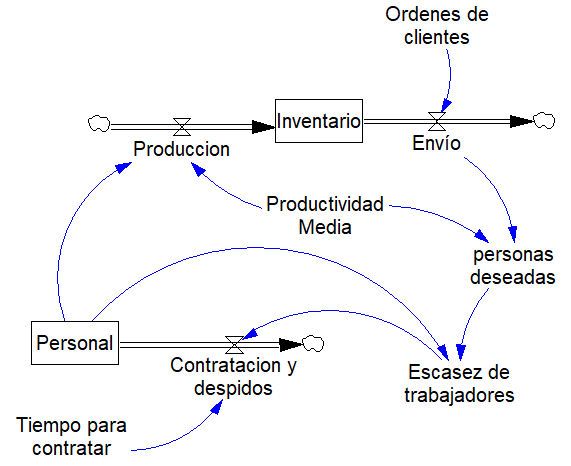 Ordenes de
clientes
Inventario
Produccion
Envío
Productividad
Media
personas
deseadas
Personal
Contratacion y
despidos
Escasez de
trabajadores
Tiempo para
contratar